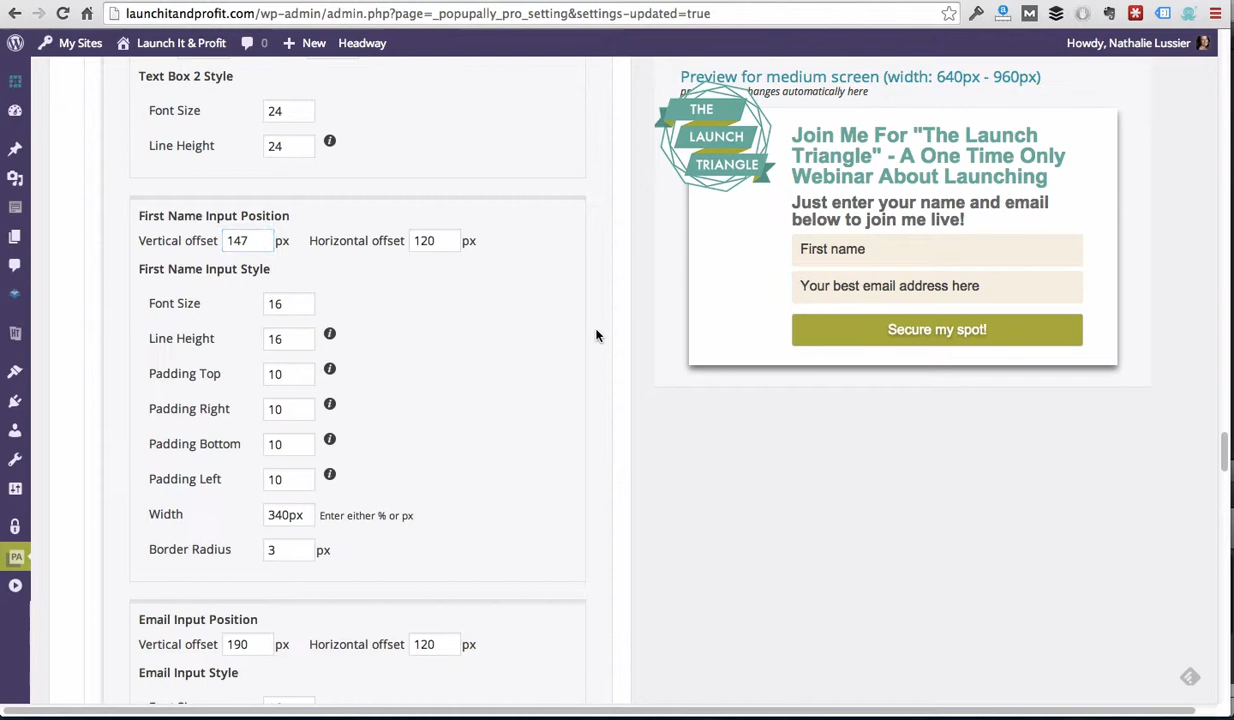 launchitandprofit.com/wp-admin/admin.php?page=_popupally_pro_setting&settings-updated=true
My Sites Launch It & Profit 0 New Headway Howdy, Nathalie Lussier
Text Box 2 Style
Font Size 24
Line Height 24
First Name Input Position
Vertical offset 147 px Horizontal offset 120 px
First Name Input Style
Font Size 16
Line Height 16
Padding Top 10
Padding Right 10
Padding Bottom 10
Padding Left 10
Width 340px Enter either % or px
Border Radius 3 px
Email Input Position
Vertical offset 190 px Horizontal offset 120 px
Email Input Style
PA
Preview for medium screen (width: 640px - 960px)
changes automatically here
THE
LAUNCH
TRIANGLE
Join Me For "The Launch
Triangle" - A One Time Only
Webinar About Launching
Just enter your name and email
below to join me live!
First name
Your best email address here
Secure my spot!